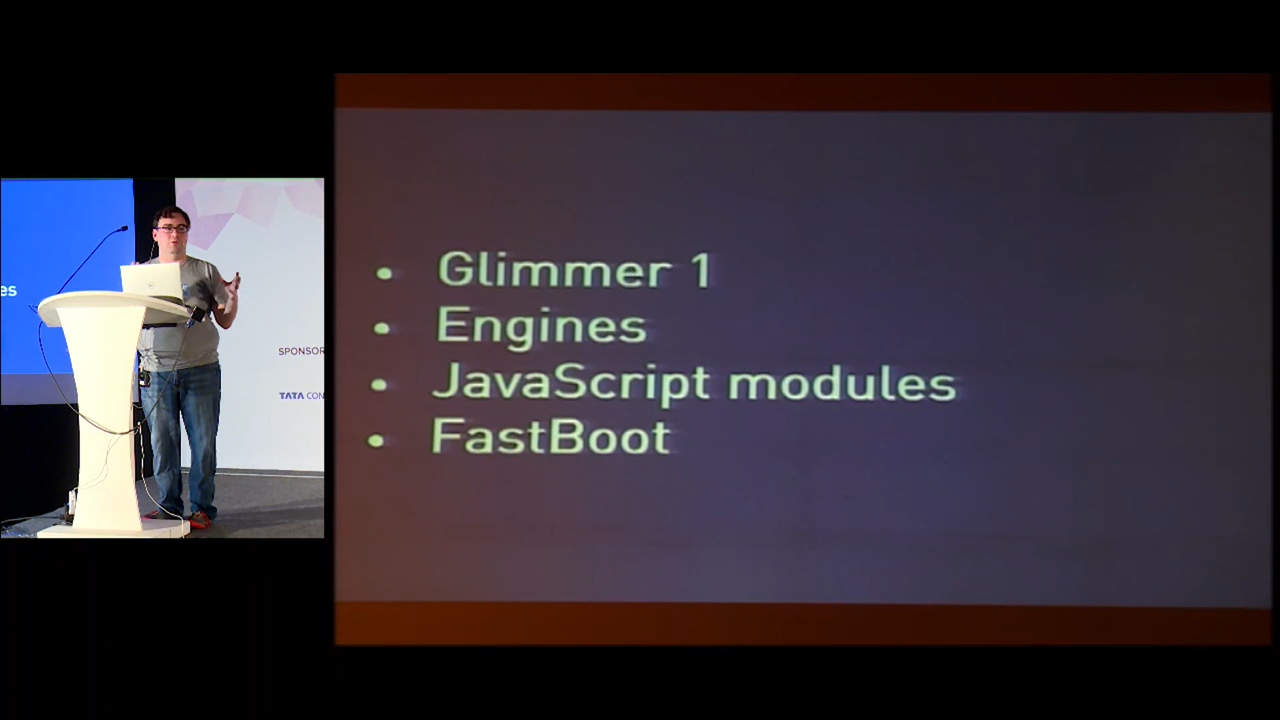 es
SPONSOR
TATA CON
• Glimmer 1
• Engines
• JavaScript modules
• FastBoot